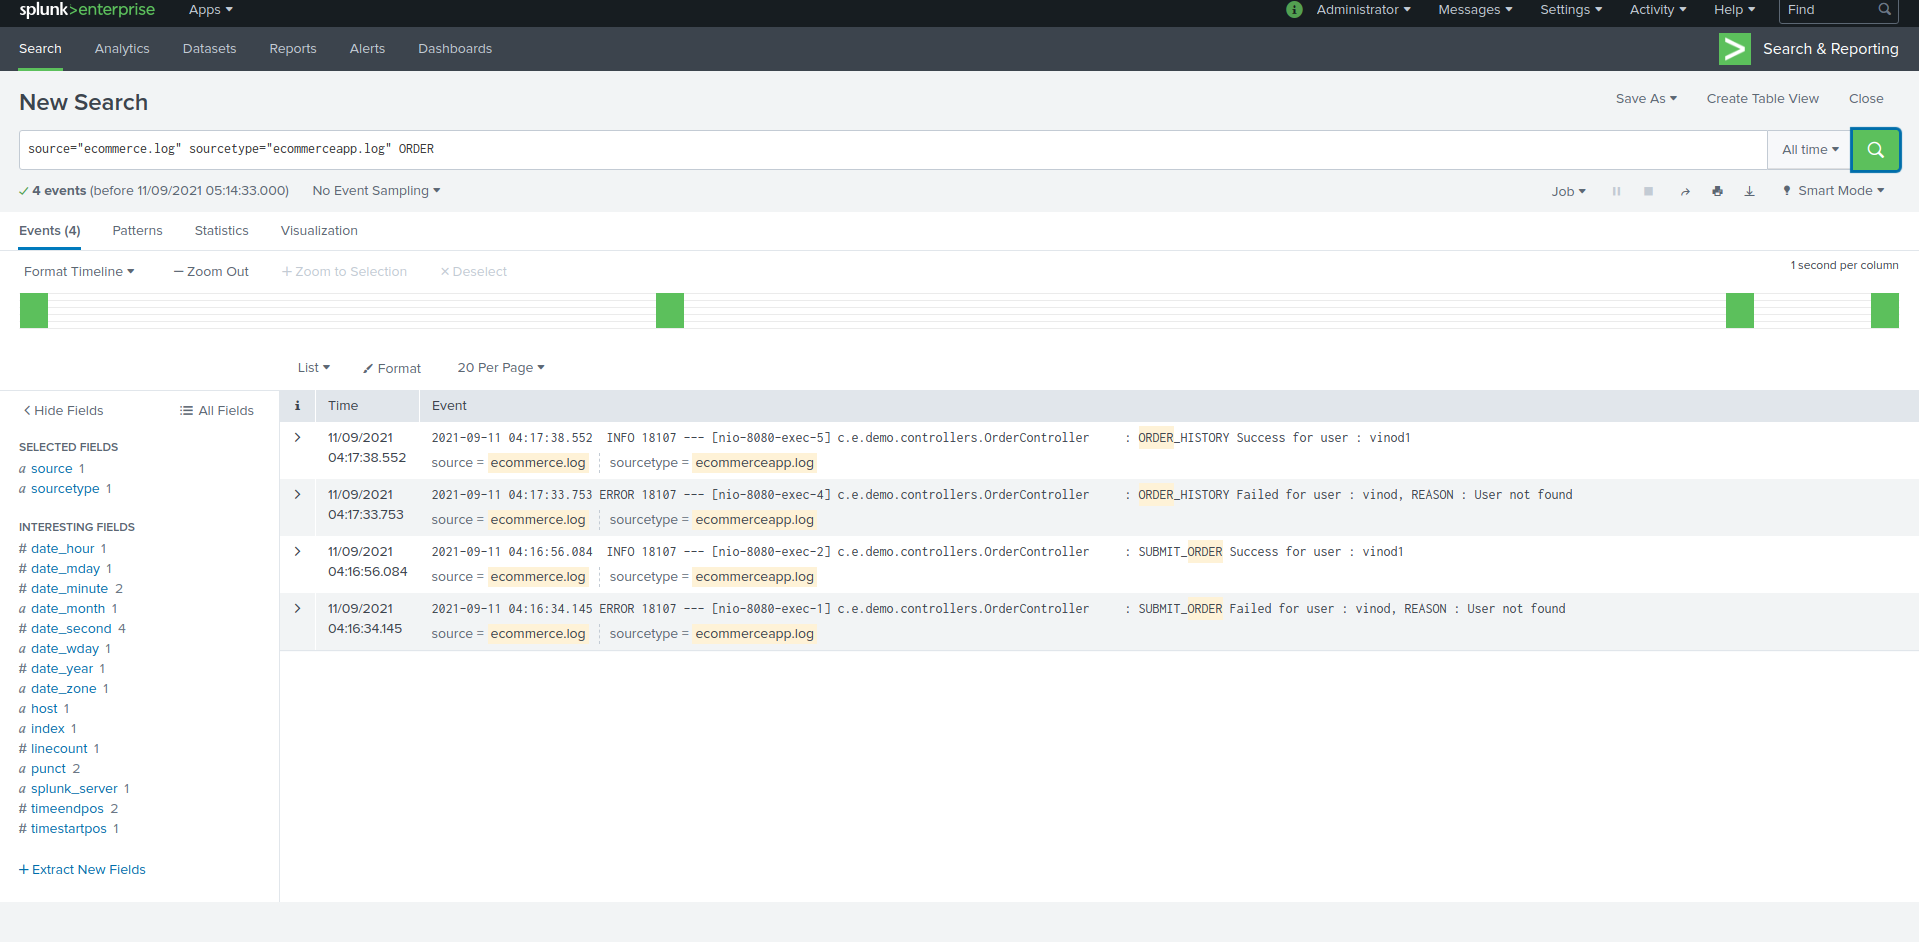 splunk>enterprise Apps Administrator Messages Settings Activity Help Find
Search Analytics Datasets Reports Alerts Dashboards Search & Reporting
New Search Save As Create Table View Close
source="ecommerce.log" sourcetype="ecommerceapp.log" ORDER All time
4 events (before 11/09/2021 05:14:33.000) No Event Sampling Job Smart Mode
Events (4) Patterns Statistics Visualization
Format Timeline — Zoom Out + Zoom to Selection × Deselect 1 second per column
List Format 20 Per Page
Hide Fields All Fields
SELECTED FIELDS
a source 1
a sourcetype 1
INTERESTING FIELDS
# date_hour 1
# date_mday 1
# date_minute 2
a date_month 1
# date_second 4
a date_wday 1
# date_year 1
a date_zone 1
a host 1
a index 1
# linecount 1
a punct 2
a splunk_server 1
# timeendpos 2
# timestartpos 1
+ Extract New Fields
i Time Event
11/09/2021 04:17:38.552 2021-09-11 04:17:38.552  INFO 18107 --- [nio-8080-exec-5] c.e.demo.controllers.OrderController     : ORDER_HISTORY Success for user : vinod1
source = ecommerce.log sourcetype = ecommerceapp.log
11/09/2021 04:17:33.753 2021-09-11 04:17:33.753 ERROR 18107 --- [nio-8080-exec-4] c.e.demo.controllers.OrderController     : ORDER_HISTORY Failed for user : vinod, REASON : User not found
source = ecommerce.log sourcetype = ecommerceapp.log
11/09/2021 04:16:56.084 2021-09-11 04:16:56.084  INFO 18107 --- [nio-8080-exec-2] c.e.demo.controllers.OrderController     : SUBMIT_ORDER Success for user : vinod1
source = ecommerce.log sourcetype = ecommerceapp.log
11/09/2021 04:16:34.145 2021-09-11 04:16:34.145 ERROR 18107 --- [nio-8080-exec-1] c.e.demo.controllers.OrderController     : SUBMIT_ORDER Failed for user : vinod, REASON : User not found
source = ecommerce.log sourcetype = ecommerceapp.log